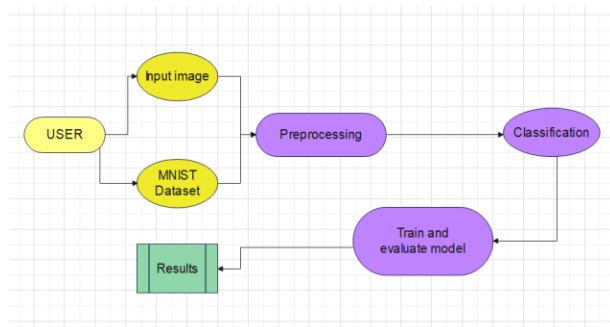 Input image
USER
MNIST
Dataset
Preprocessing
Classification
Train and
evaluate model
Results